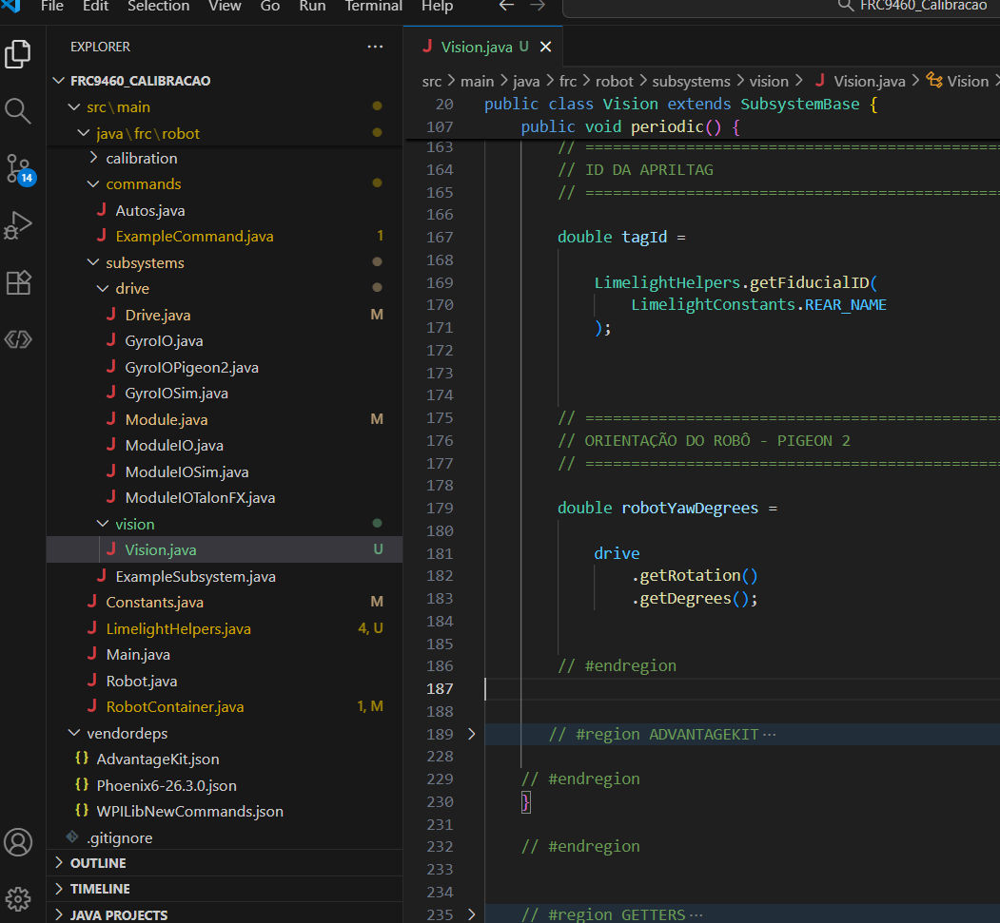 File Edit Selection View Go Run Terminal Help ← → FRC9460_Calibracao
EXPLORER ···
FRC9460_CALIBRACAO
src\main
java\frc\robot
calibration
commands
J Autos.java
J ExampleCommand.java 1
subsystems
drive
J Drive.java M
J GyroIO.java
J GyroIOPigeon2.java
J GyroIOSim.java
J Module.java M
J ModuleIO.java
J ModuleIOSim.java
J ModuleIOTalonFX.java
vision
J Vision.java U
J ExampleSubsystem.java
J Constants.java M
J LimelightHelpers.java 4, U
J Main.java
J Robot.java
J RobotContainer.java 1, M
vendordeps
{} AdvantageKit.json
{} Phoenix6-26.3.0.json
{} WPILibNewCommands.json
.gitignore
OUTLINE
TIMELINE
JAVA PROJECTS
14
J Vision.java U ×
src > main > java > frc > robot > subsystems > vision > J Vision.java > Vision >
20 public class Vision extends SubsystemBase {
107 public void periodic() {
163 // ==============================================
164 // ID DA APRILTAG
165 // ==============================================
166
167 double tagId =
168
169 LimelightHelpers.getFiducialID(
170 LimelightConstants.REAR_NAME
171 );
172
173
174
175 // ==============================================
176 // ORIENTAÇÃO DO ROBÔ - PIGEON 2
177 // ==============================================
178
179 double robotYawDegrees =
180
181 drive
182 .getRotation()
183 .getDegrees();
184
185
186 // #endregion
187
188
189 > // #region ADVANTAGEKIT ···
228
229 // #endregion
230 }
231
232 // #endregion
233
234
235 > // #region GETTERS ···